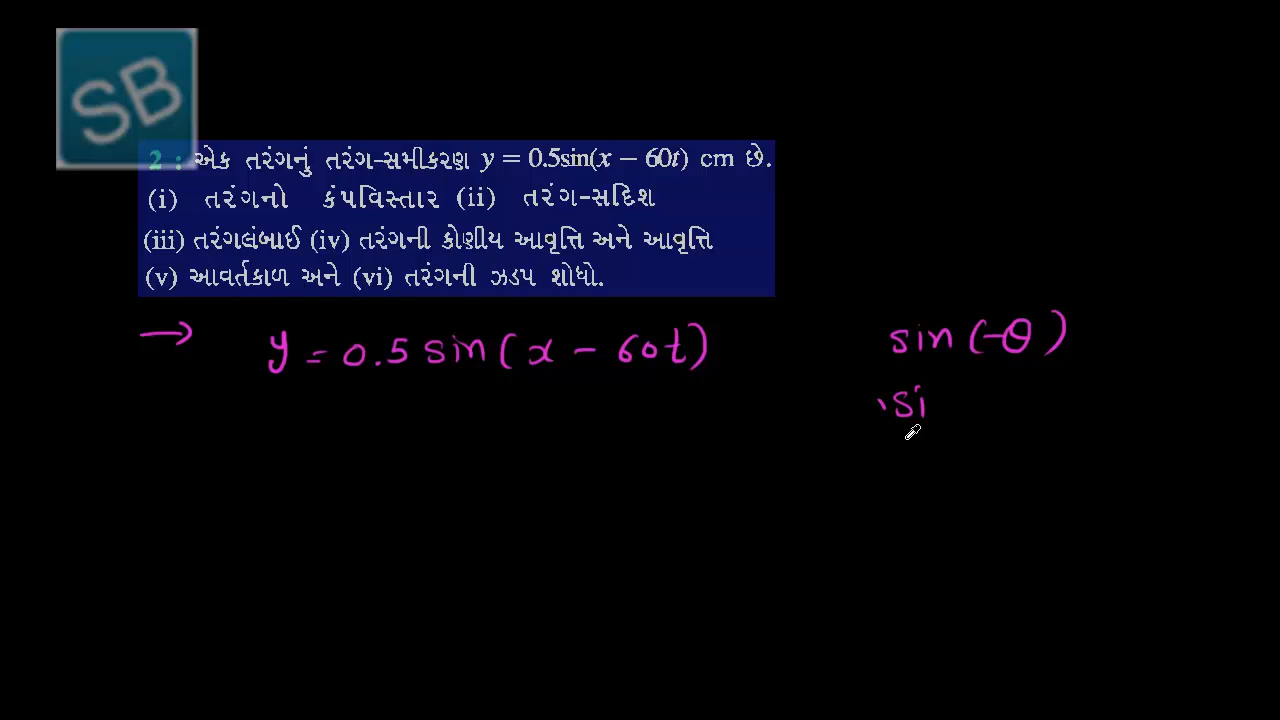 SB
2 : એક તરંગનું તરંગ-સમીકરણ y = 0.5sin(x − 60t) cm છે.
(i) તરંગનો કંપવિસ્તાર (ii) તરંગ-સદિશ
(iii) તરંગલંબાઈ (iv) તરંગની કોણીય આવૃત્તિ અને આવૃત્તિ
(v) આવર્તકાળ અને (vi) તરંગની ઝડપ શોધો.
→ y = 0.5 sin(x − 60t)
sin(−θ)
si